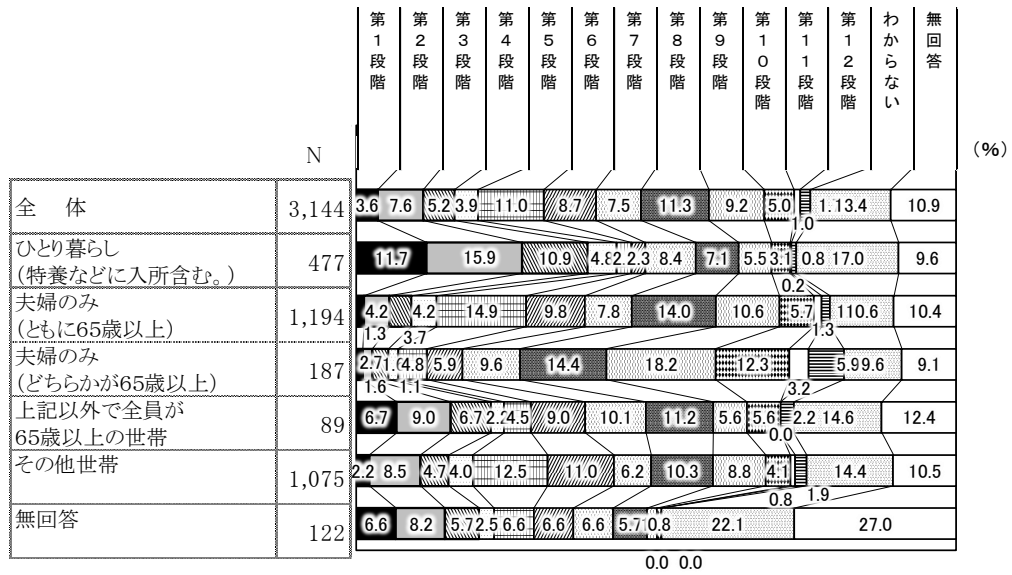 第1段階 第2段階 第3段階 第4段階 第5段階 第6段階 第7段階 第8段階 第9段階 第10段階 第11段階 第12段階 わからない 無回答
N
(%)
全　体 3,144 3.6 7.6 5.2 3.9 11.0 8.7 7.5 11.3 9.2 5.0 1.13.4 10.9
1.0
ひとり暮らし
(特養などに入所含む。) 477 11.7 15.9 10.9 4.8 2.3 8.4 7.1 5.5 3.1 0.8 17.0 9.6
0.2
夫婦のみ
(ともに65歳以上) 1,194 4.2 4.2 14.9 9.8 7.8 14.0 10.6 5.7 110.6 10.4
1.3 3.7 1.3
夫婦のみ
(どちらかが65歳以上) 187 2.7 4.8 5.9 9.6 14.4 18.2 12.3 5.99.6 9.1
1.6 1.1 3.2
上記以外で全員が
65歳以上の世帯 89 6.7 9.0 6.7 2.2 4.5 9.0 10.1 11.2 5.6 5.6 2.2 14.6 12.4
0.0
その他世帯 1,075 2.2 8.5 4.7 4.0 12.5 11.0 6.2 10.3 8.8 4.1 14.4 10.5
0.8 1.9
無回答 122 6.6 8.2 5.7 2.5 6.6 6.6 6.6 5.7 0.8 22.1 27.0
0.0 0.0